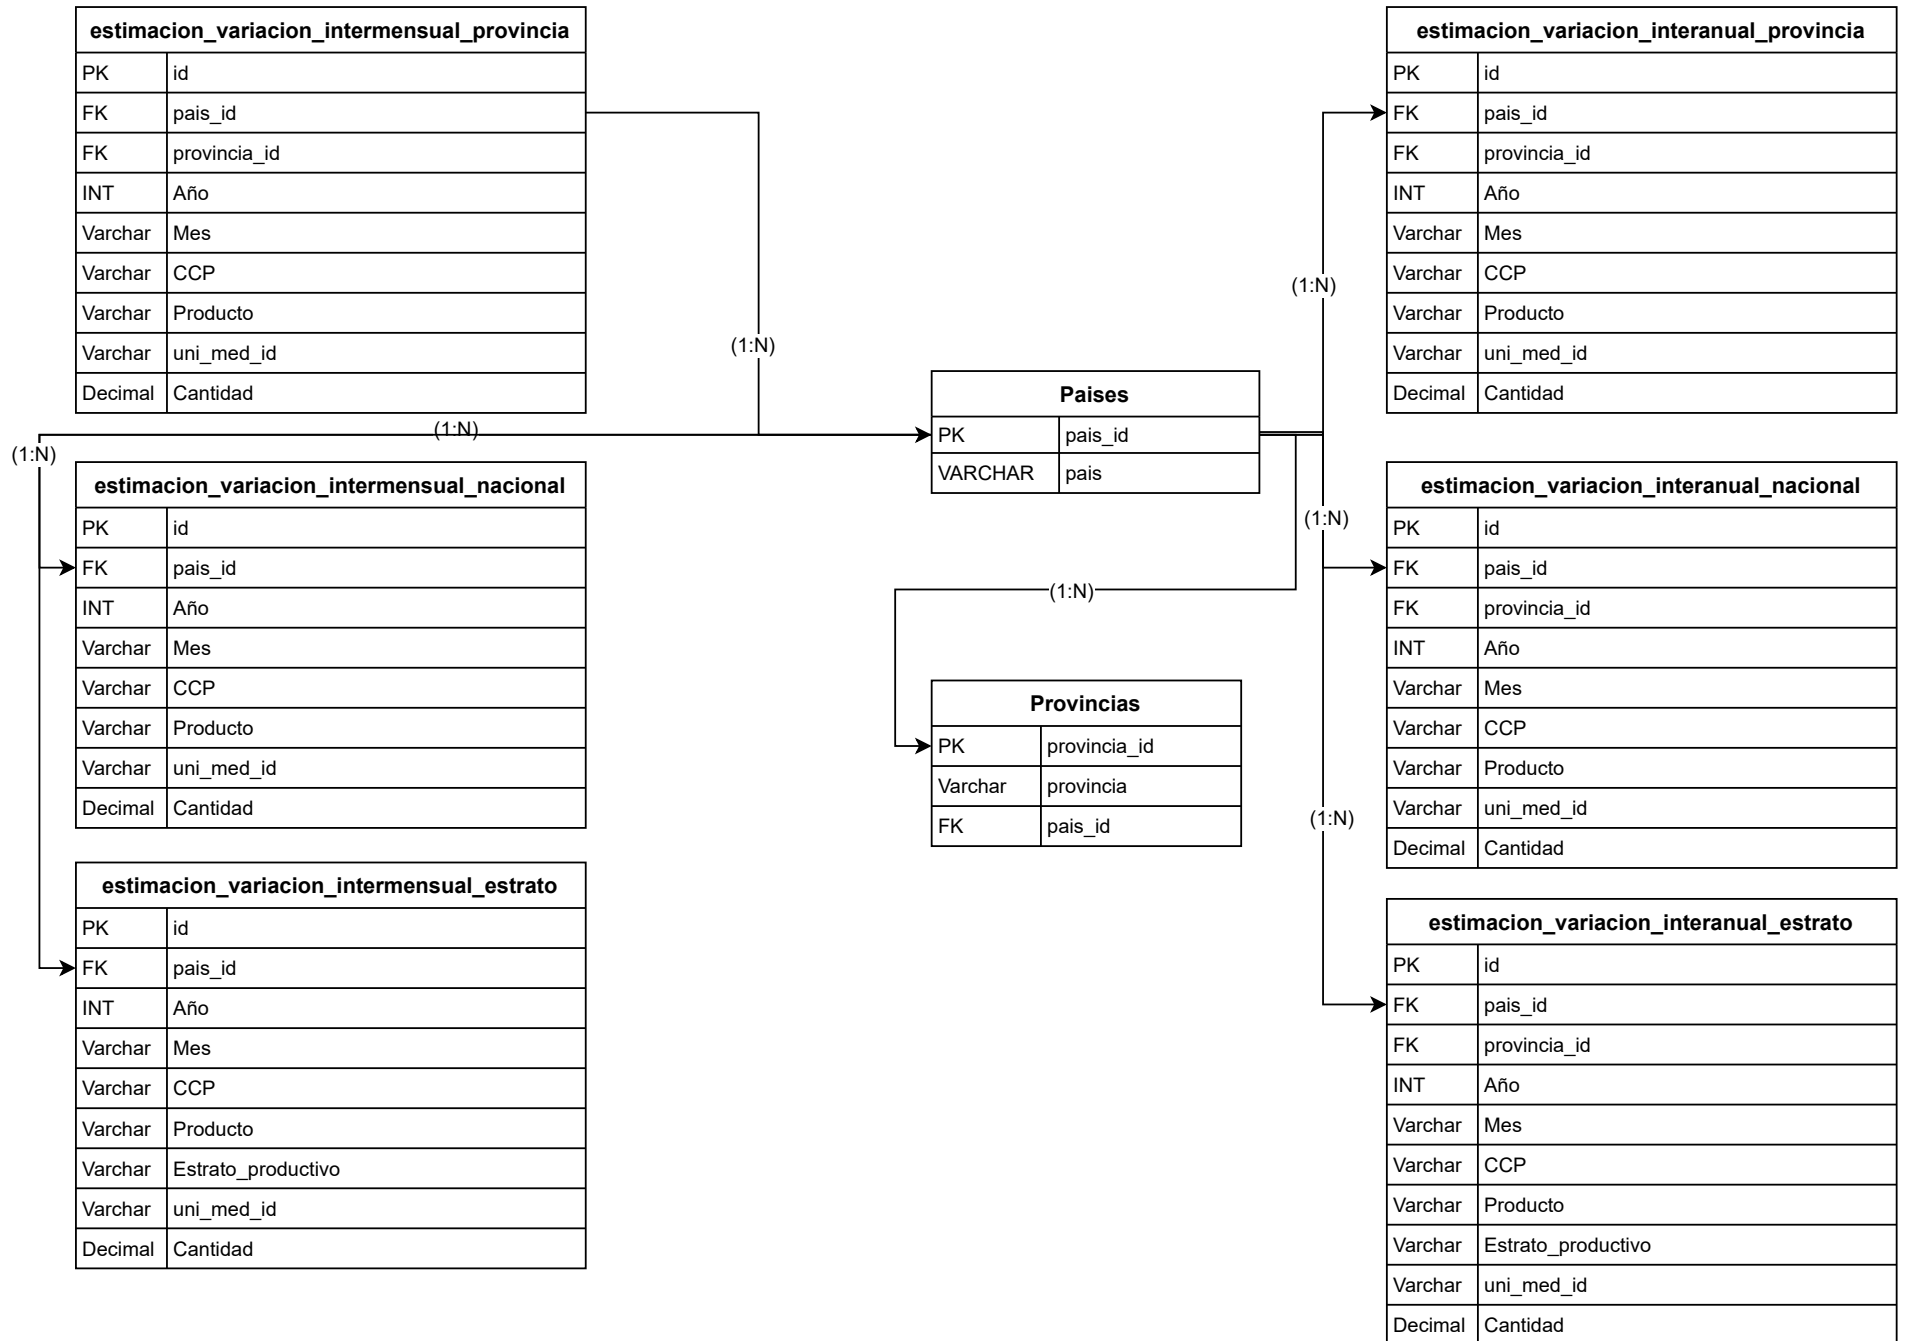 estimacion_variacion_intermensual_provincia
PK id
FK pais_id
FK provincia_id
INT Año
Varchar Mes
Varchar CCP
Varchar Producto
Varchar uni_med_id
Decimal Cantidad
(1:N)
(1:N)
(1:N)
estimacion_variacion_intermensual_nacional
PK id
FK pais_id
INT Año
Varchar Mes
Varchar CCP
Varchar Producto
Varchar uni_med_id
Decimal Cantidad
estimacion_variacion_intermensual_estrato
PK id
FK pais_id
INT Año
Varchar Mes
Varchar CCP
Varchar Producto
Varchar Estrato_productivo
Varchar uni_med_id
Decimal Cantidad
Paises
PK pais_id
VARCHAR pais
(1:N)
Provincias
PK provincia_id
Varchar provincia
FK pais_id
(1:N)
(1:N)
(1:N)
estimacion_variacion_interanual_provincia
PK id
FK pais_id
FK provincia_id
INT Año
Varchar Mes
Varchar CCP
Varchar Producto
Varchar uni_med_id
Decimal Cantidad
estimacion_variacion_interanual_nacional
PK id
FK pais_id
FK provincia_id
INT Año
Varchar Mes
Varchar CCP
Varchar Producto
Varchar uni_med_id
Decimal Cantidad
estimacion_variacion_interanual_estrato
PK id
FK pais_id
FK provincia_id
INT Año
Varchar Mes
Varchar CCP
Varchar Producto
Varchar Estrato_productivo
Varchar uni_med_id
Decimal Cantidad